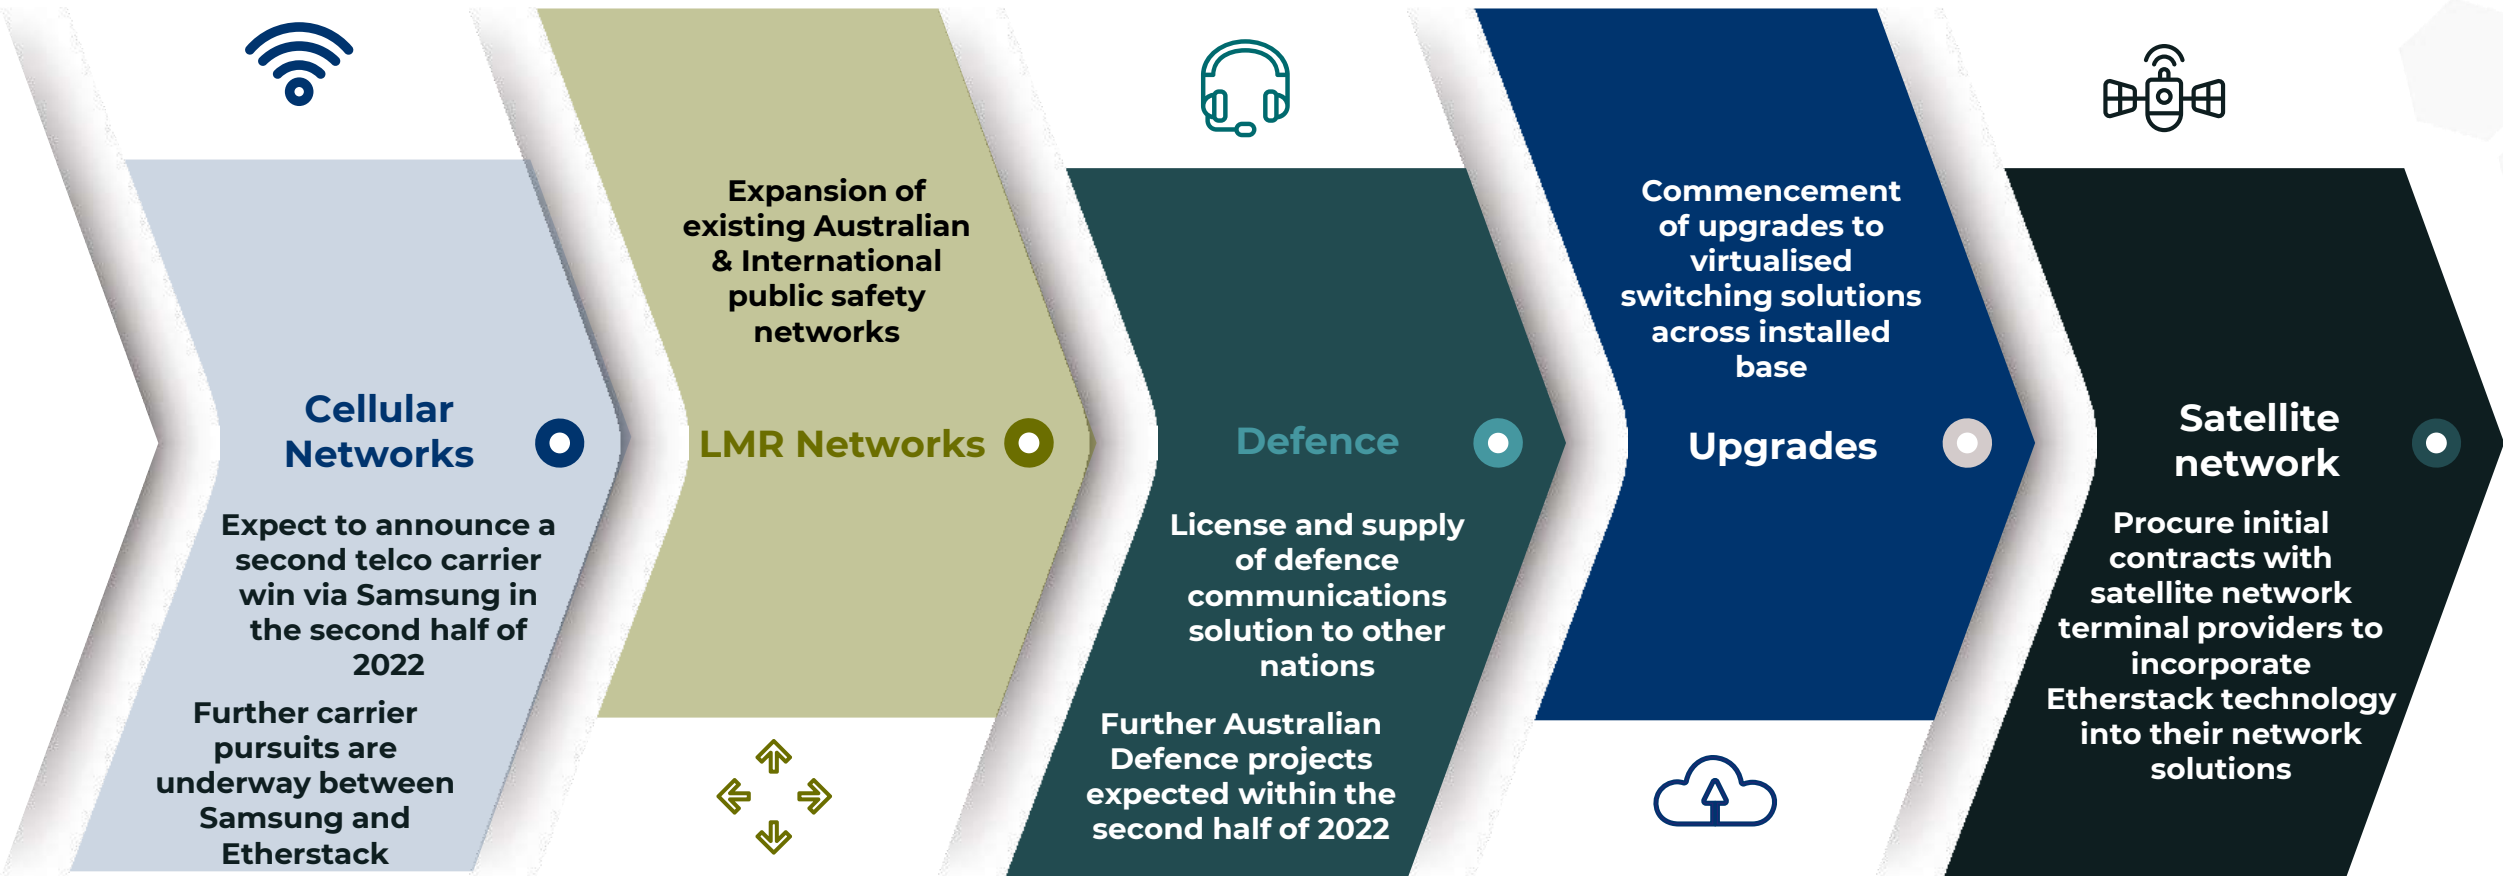 Cellular
Networks
Expect to announce a
second telco carrier
win via Samsung in
the second half of
2022
Further carrier
pursuits are
underway between
Samsung and
Etherstack
Expansion of
existing Australian
& International
public safety
networks
LMR Networks
Defence
License and supply
of defence
communications
solution to other
nations
Further Australian
Defence projects
expected within the
second half of 2022
Commencement
of upgrades to
virtualised
switching solutions
across installed
base
Upgrades
Satellite
network
Procure initial
contracts with
satellite network
terminal providers to
incorporate
Etherstack technology
into their network
solutions